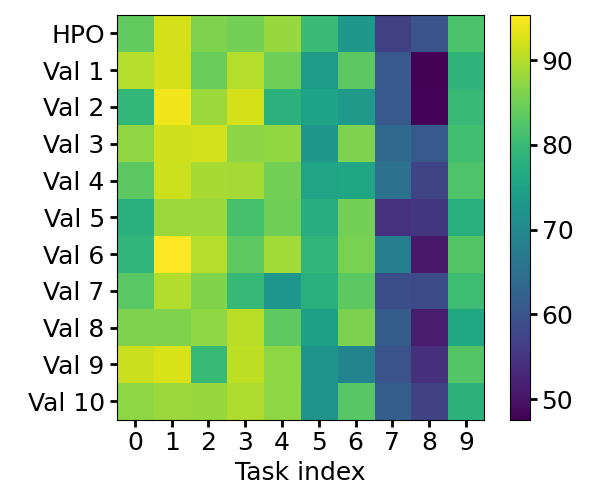 HPO
Val 1
Val 2
Val 3
Val 4
Val 5
Val 6
Val 7
Val 8
Val 9
Val 10
0 1 2 3 4 5 6 7 8 9
Task index
90
80
70
60
50